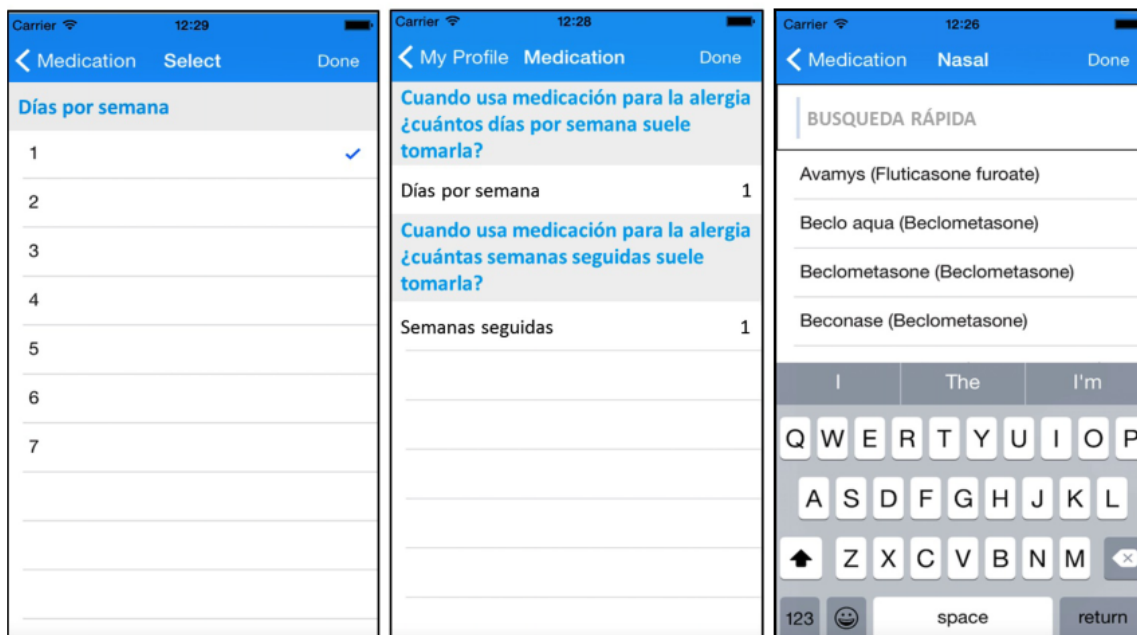 Carrier 12:29
Medication Select Done
Días por semana
1
2
3
4
5
6
7
Carrier 12:28
My Profile Medication Done
Cuando usa medicación para la alergia
¿cuántos días por semana suele
tomarla?
Días por semana 1
Cuando usa medicación para la alergia
¿cuántas semanas seguidas suele
tomarla?
Semanas seguidas 1
Carrier 12:26
Medication Nasal Done
BUSQUEDA RÁPIDA
Avamys (Fluticasone furoate)
Beclo aqua (Beclometasone)
Beclometasone (Beclometasone)
Beconase (Beclometasone)
I The I'm
Q W E R T Y U I O P
A S D F G H J K L
Z X C V B N M
123 space return